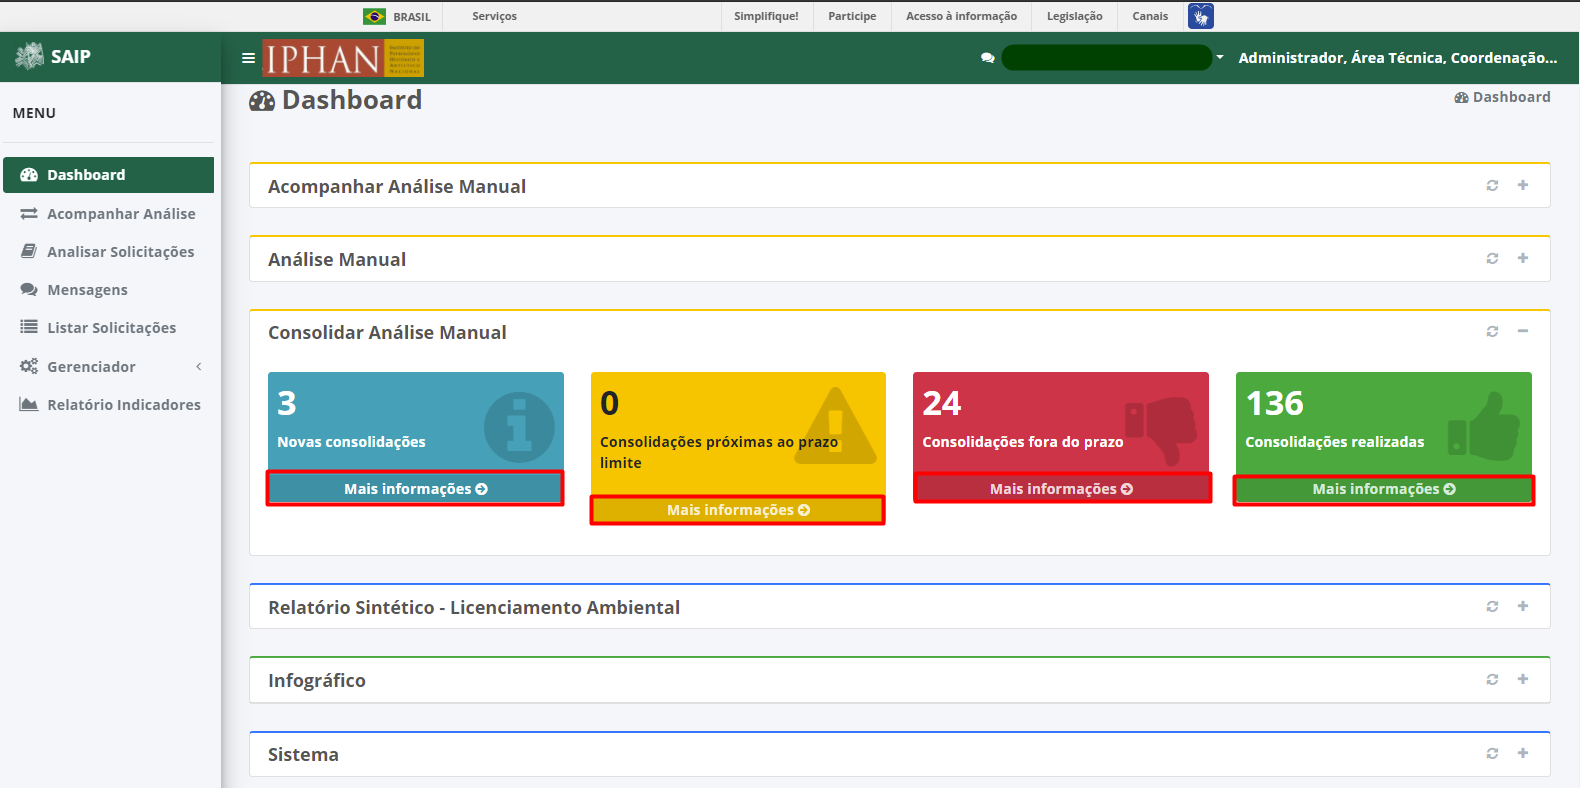 BRASIL Serviços Simplifique! Participe Acesso à informação Legislação Canais
SAIP
IPHAN
Administrador, Área Técnica, Coordenação...
MENU
Dashboard
Acompanhar Análise
Analisar Solicitações
Mensagens
Listar Solicitações
Gerenciador
Relatório Indicadores
Dashboard
Dashboard
Acompanhar Análise Manual
Análise Manual
Consolidar Análise Manual
3
Novas consolidações
Mais informações
0
Consolidações próximas ao prazo
limite
Mais informações
24
Consolidações fora do prazo
Mais informações
136
Consolidações realizadas
Mais informações
Relatório Sintético - Licenciamento Ambiental
Infográfico
Sistema